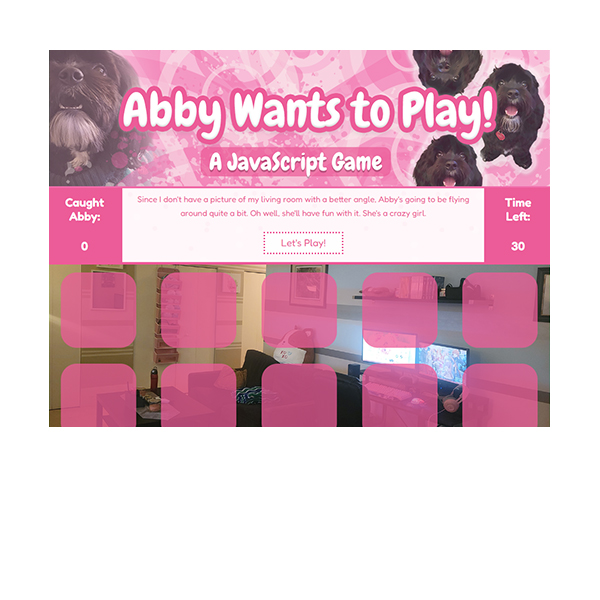 Abby Wants to Play!
A JavaScript Game
Caught
Abby:
0
Since I don't have a picture of my living room with a better angle, Abby's going to be flying
around quite a bit. Oh well, she'll have fun with it. She's a crazy girl.
Let's Play!
Time
Left:
30